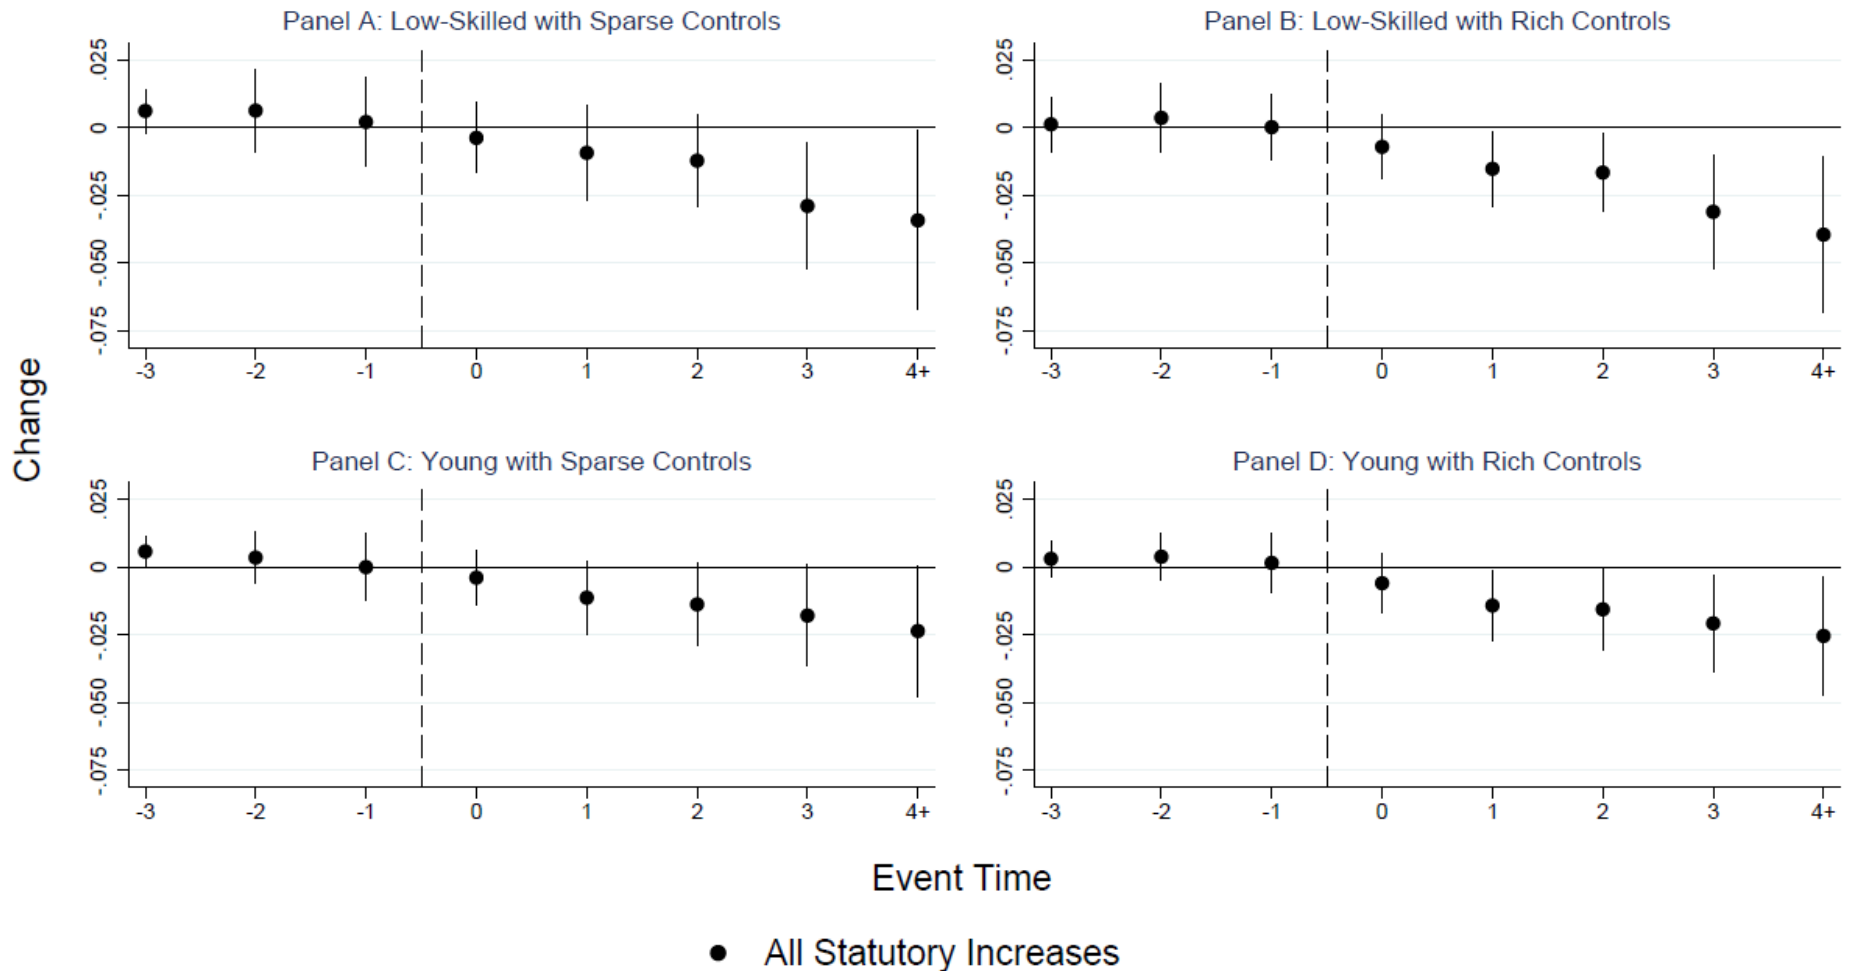 Panel A: Low-Skilled with Sparse Controls
.025
0
-.025
-.050
-.075
-3 -2 -1 0 1 2 3 4+
Panel B: Low-Skilled with Rich Controls
.025
0
-.025
-.050
-.075
-3 -2 -1 0 1 2 3 4+
Change
Panel C: Young with Sparse Controls
.025
0
-.025
-.050
-.075
-3 -2 -1 0 1 2 3 4+
Panel D: Young with Rich Controls
.025
0
-.025
-.050
-.075
-3 -2 -1 0 1 2 3 4+
Event Time
All Statutory Increases